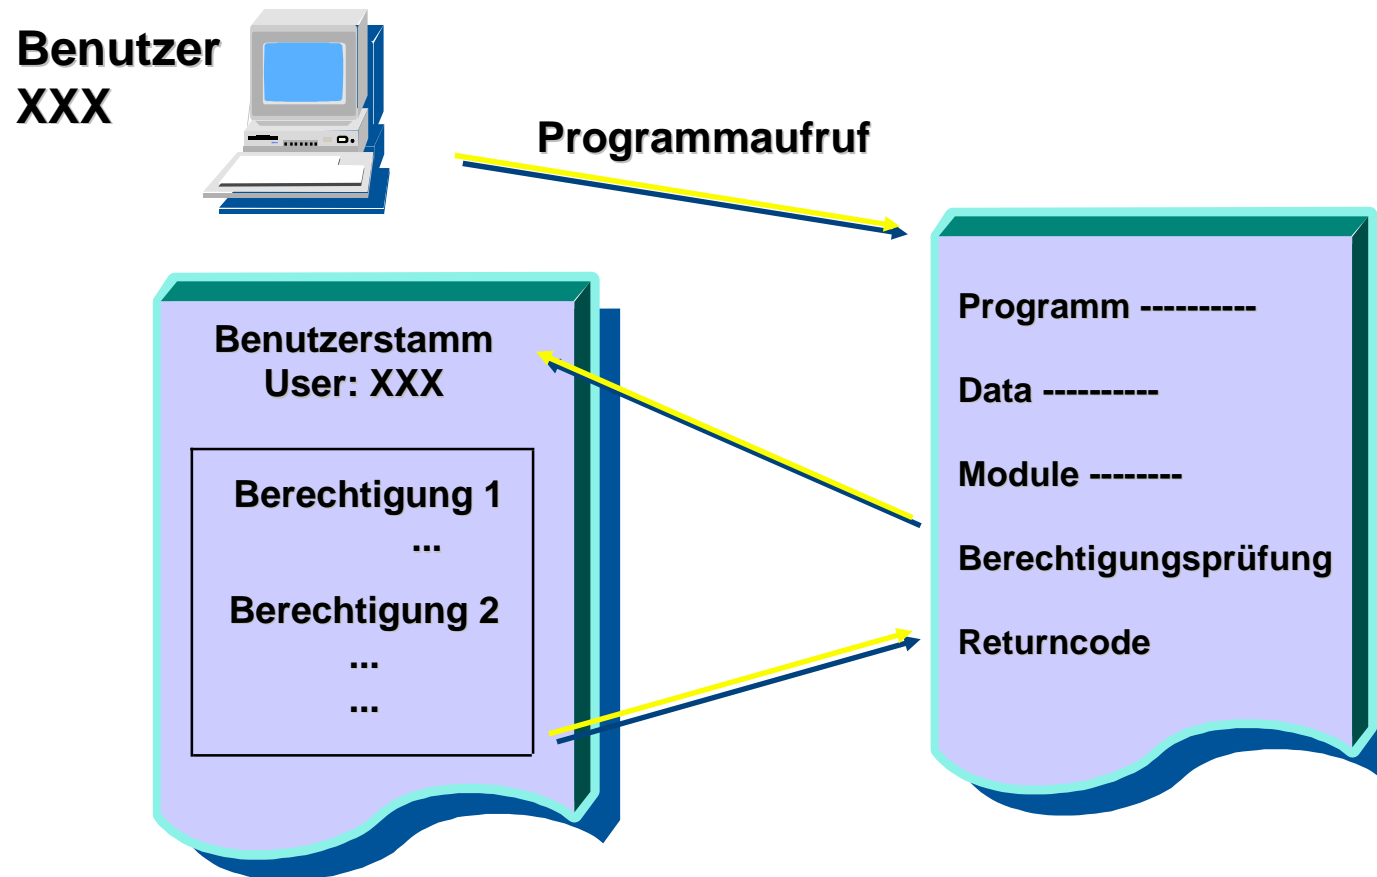 Benutzer
XXX
Programmaufruf
Benutzerstamm
User: XXX
Berechtigung 1
...
Berechtigung 2
...
...
Programm ----------
Data ----------
Module --------
Berechtigungsprüfung
Returncode